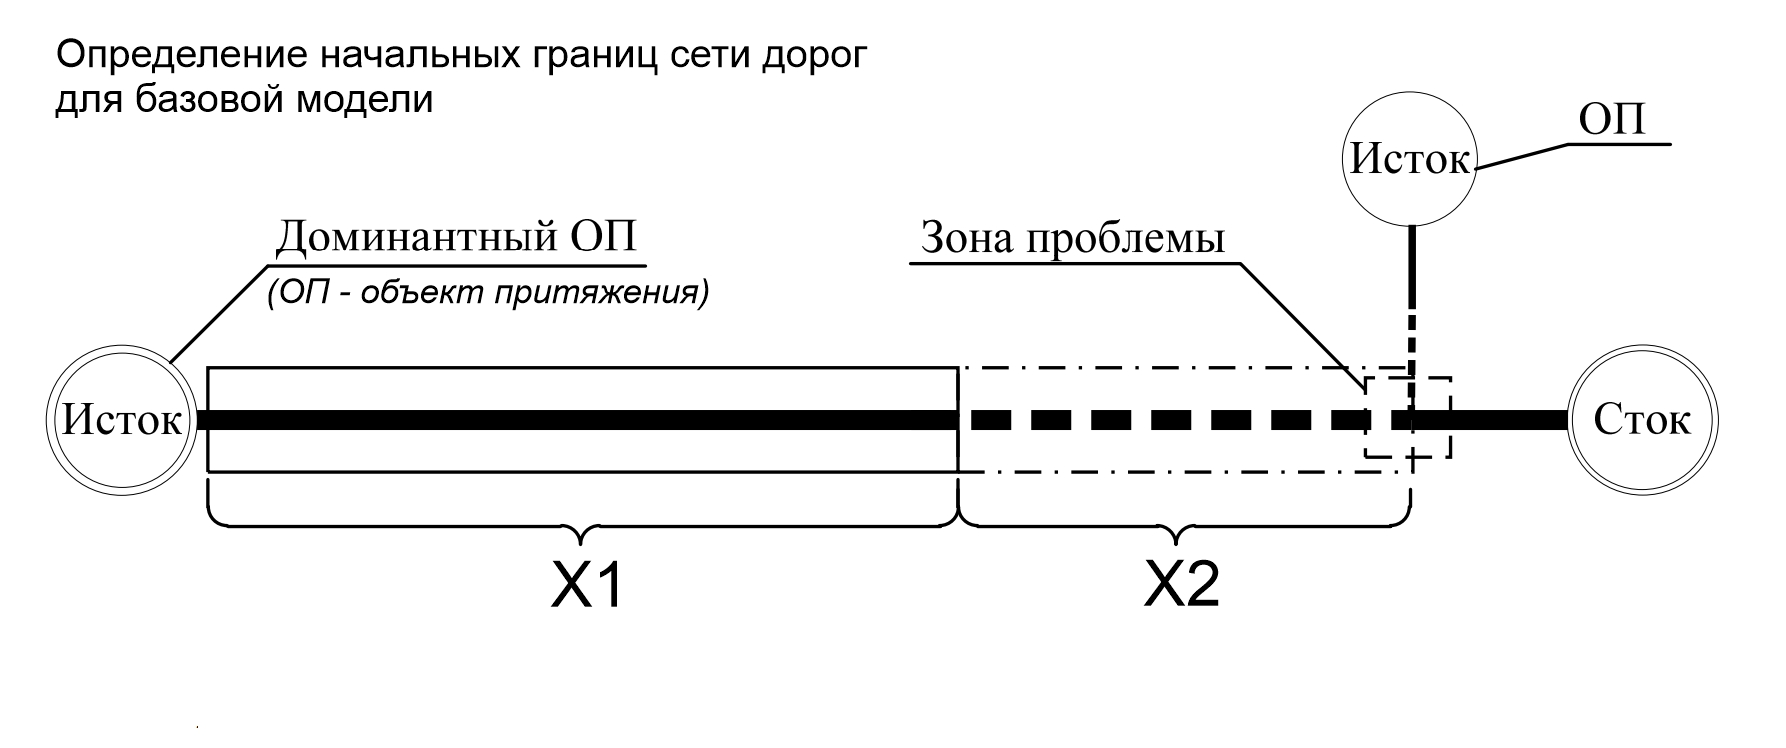 Определение начальных границ сети дорог
для базовой модели
ОП
Исток
Доминантный ОП
(ОП - объект притяжения)
Зона проблемы
Исток
Сток
X1
X2